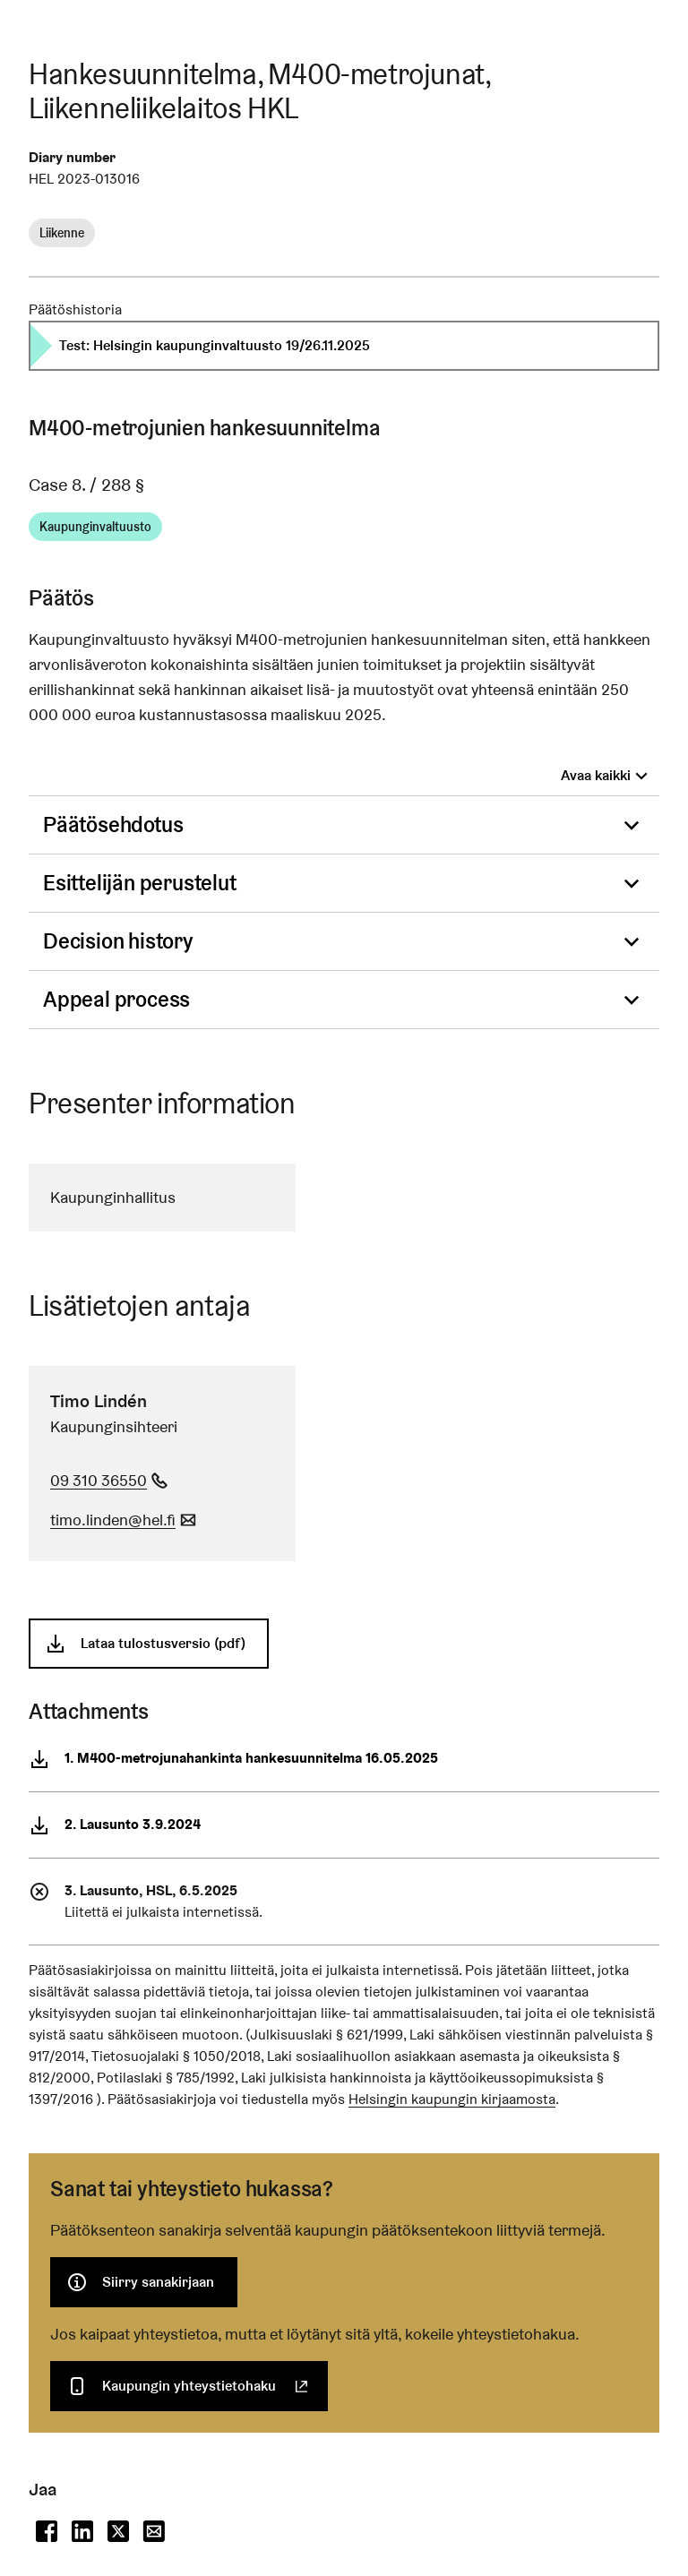 Hankesuunnitelma, M400-metrojunat,
Liikenneliikelaitos HKL
Diary number
HEL 2023-013016
Liikenne
Päätöshistoria
Test: Helsingin kaupunginvaltuusto 19/26.11.2025
M400-metrojunien hankesuunnitelma
Case 8. / 288 §
Kaupunginvaltuusto
Päätös
Kaupunginvaltuusto hyväksyi M400-metrojunien hankesuunnitelman siten, että hankkeen
arvonlisäveroton kokonaishinta sisältäen junien toimitukset ja projektiin sisältyvät
erillishankinnat sekä hankinnan aikaiset lisä- ja muutostyöt ovat yhteensä enintään 250
000 000 euroa kustannustasossa maaliskuu 2025.
Avaa kaikki
Päätösehdotus
Esittelijän perustelut
Decision history
Appeal process
Presenter information
Kaupunginhallitus
Lisätietojen antaja
Timo Lindén
Kaupunginsihteeri
09 310 36550
timo.linden@hel.fi
Lataa tulostusversio (pdf)
Attachments
1. M400-metrojunahankinta hankesuunnitelma 16.05.2025
2. Lausunto 3.9.2024
3. Lausunto, HSL, 6.5.2025
Liitettä ei julkaista internetissä.
Päätösasiakirjoissa on mainittu liitteitä, joita ei julkaista internetissä. Pois jätetään liitteet, jotka
sisältävät salassa pidettäviä tietoja, tai joissa olevien tietojen julkistaminen voi vaarantaa
yksityisyyden suojan tai elinkeinonharjoittajan liike- tai ammattisalaisuuden, tai joita ei ole teknisistä
syistä saatu sähköiseen muotoon. (Julkisuuslaki § 621/1999, Laki sähköisen viestinnän palveluista §
917/2014, Tietosuojalaki § 1050/2018, Laki sosiaalihuollon asiakkaan asemasta ja oikeuksista §
812/2000, Potilaslaki § 785/1992, Laki julkisista hankinnoista ja käyttöoikeussopimuksista §
1397/2016 ). Päätösasiakirjoja voi tiedustella myös Helsingin kaupungin kirjaamosta.
Sanat tai yhteystieto hukassa?
Päätöksenteon sanakirja selventää kaupungin päätöksentekoon liittyviä termejä.
Siirry sanakirjaan
Jos kaipaat yhteystietoa, mutta et löytänyt sitä yltä, kokeile yhteystietohakua.
Kaupungin yhteystietohaku
Jaa